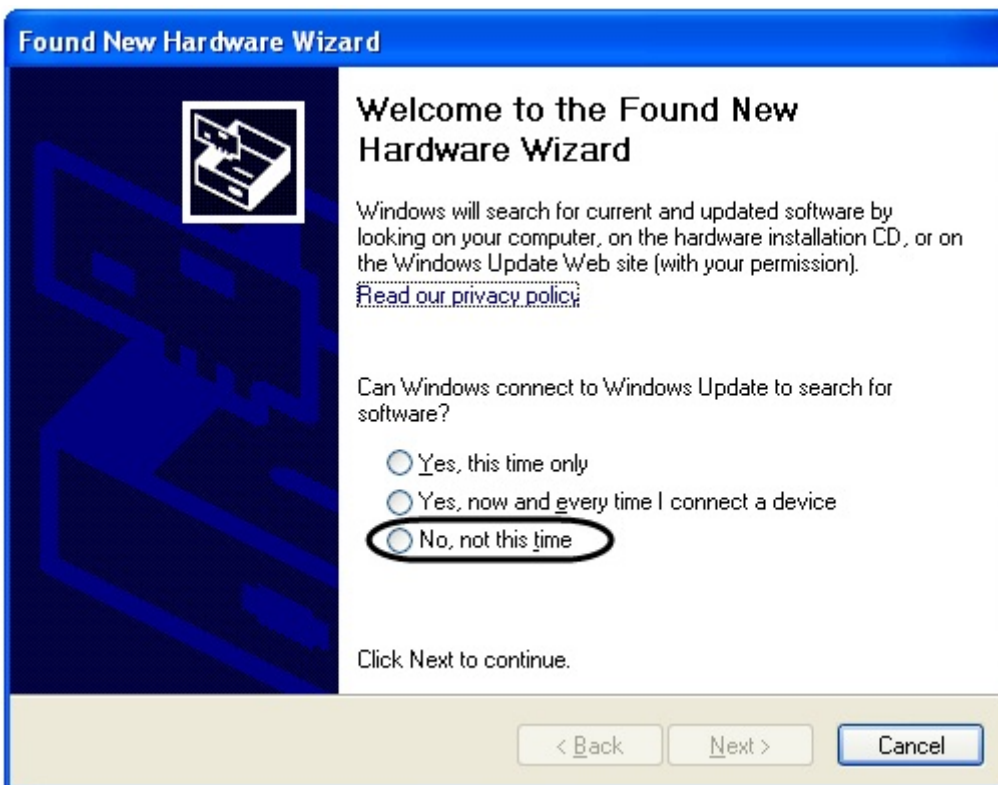 Found New Hardware Wizard
Welcome to the Found New
Hardware Wizard
Windows will search for current and updated software by
looking on your computer, on the hardware installation CD, or on
the Windows Update Web site (with your permission).
Read our privacy policy
Can Windows connect to Windows Update to search for
software?
Yes, this time only
Yes, now and every time I connect a device
No, not this time
Click Next to continue.
< Back Next > Cancel